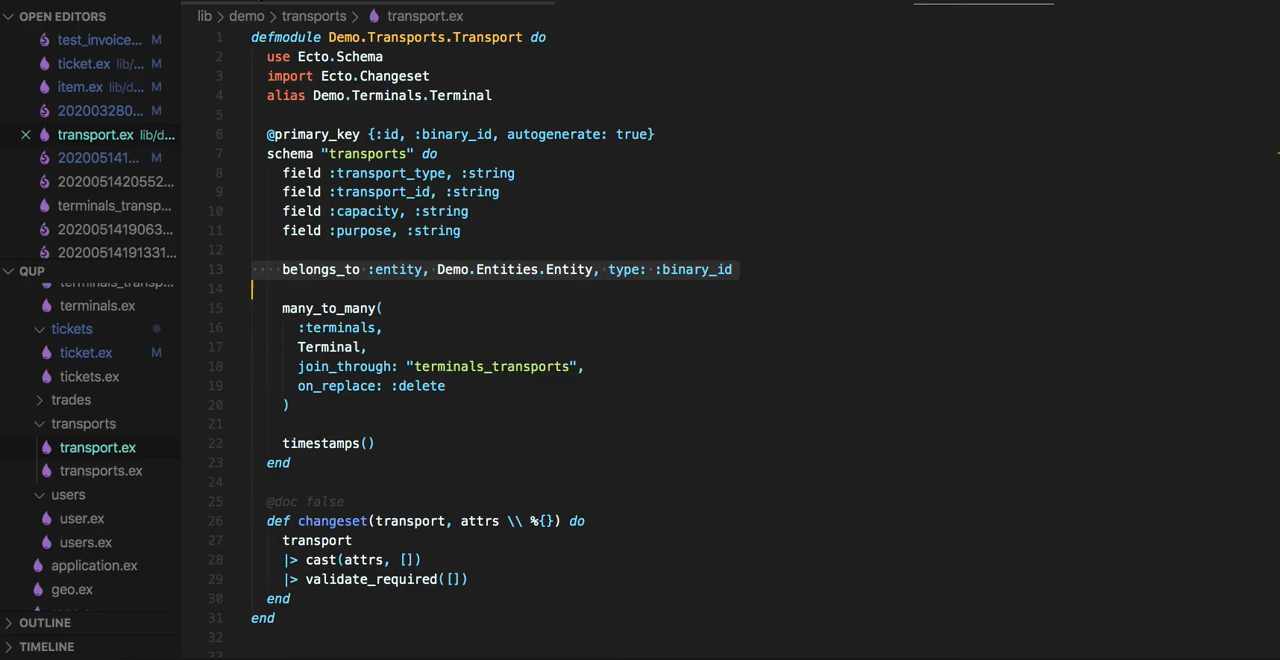 OPEN EDITORS
test_invoice... M
ticket.ex lib/... M
item.ex lib/d... M
202003280... M
transport.ex lib/d...
202005141... M
2020051420552...
terminals_transp...
2020051419063...
20200514191331...
QUP
terminals_transp...
terminals.ex
tickets
ticket.ex M
tickets.ex
trades
transports
transport.ex
transports.ex
users
user.ex
users.ex
application.ex
geo.ex
OUTLINE
TIMELINE
lib > demo > transports > transport.ex
1 defmodule Demo.Transports.Transport do
2 use Ecto.Schema
3 import Ecto.Changeset
4 alias Demo.Terminals.Terminal
5
6 @primary_key {:id, :binary_id, autogenerate: true}
7 schema "transports" do
8 field :transport_type, :string
9 field :transport_id, :string
10 field :capacity, :string
11 field :purpose, :string
12
13 belongs_to :entity, Demo.Entities.Entity, type: :binary_id
14
15 many_to_many(
16 :terminals,
17 Terminal,
18 join_through: "terminals_transports",
19 on_replace: :delete
20 )
21
22 timestamps()
23 end
24
25 @doc false
26 def changeset(transport, attrs \\ %{}) do
27 transport
28 |> cast(attrs, [])
29 |> validate_required([])
30 end
31 end
32
33